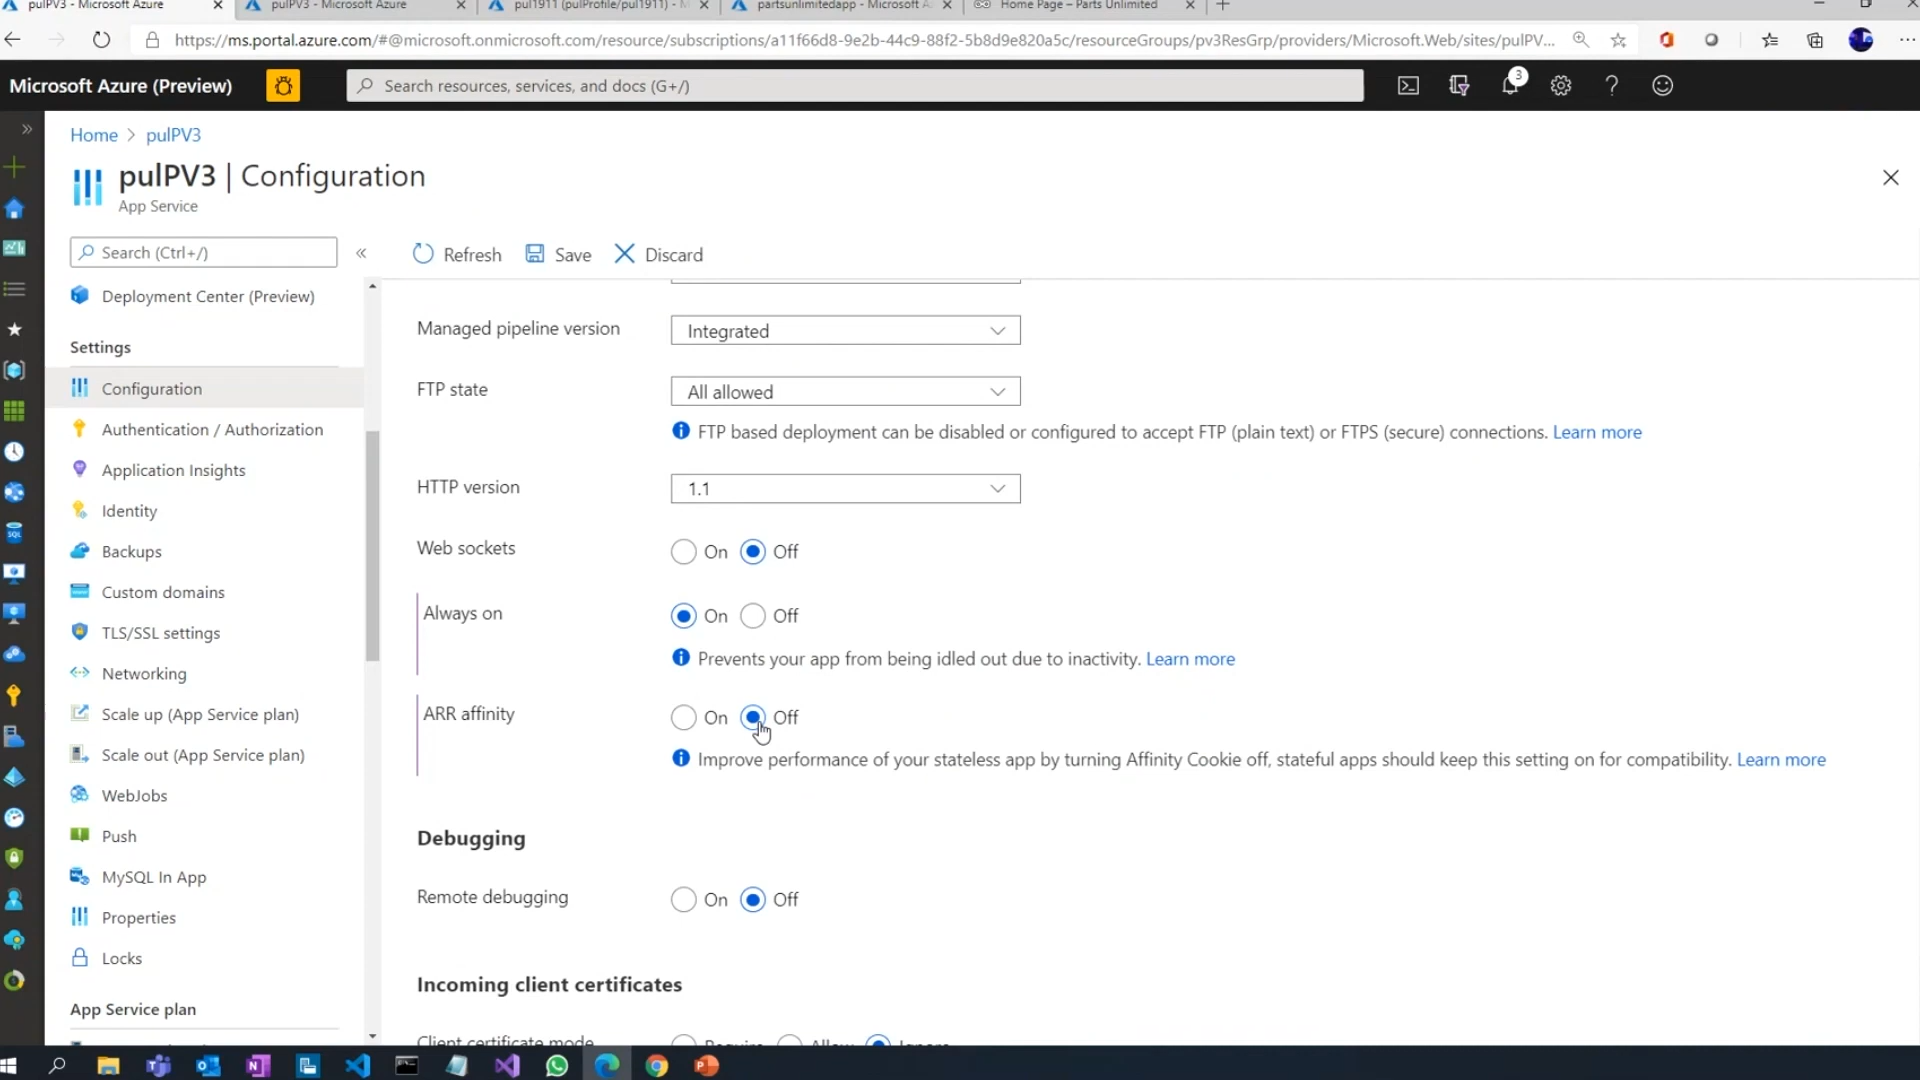 pulPV3 - Microsoft Azure
pulPV3 - Microsoft Azure
pul1911 (pulProfile/pul1911) - M
partsunlimitedapp - Microsoft A
Home Page – Parts Unlimited
https://ms.portal.azure.com/#@microsoft.onmicrosoft.com/resource/subscriptions/a11f66d8-9e2b-44c9-88f2-5b8d9e820a5c/resourceGroups/pv3ResGrp/providers/Microsoft.Web/sites/pulPV...
Microsoft Azure (Preview)
Search resources, services, and docs (G+/)
3
Home > pulPV3
pulPV3 | Configuration
App Service
Search (Ctrl+/)
Refresh
Save
Discard
Deployment Center (Preview)
Settings
Configuration
Authentication / Authorization
Application Insights
Identity
Backups
Custom domains
TLS/SSL settings
Networking
Scale up (App Service plan)
Scale out (App Service plan)
WebJobs
Push
MySQL In App
Properties
Locks
App Service plan
Managed pipeline version
Integrated
FTP state
All allowed
FTP based deployment can be disabled or configured to accept FTP (plain text) or FTPS (secure) connections. Learn more
HTTP version
1.1
Web sockets
On Off
Always on
On Off
Prevents your app from being idled out due to inactivity. Learn more
ARR affinity
On Off
Improve performance of your stateless app by turning Affinity Cookie off, stateful apps should keep this setting on for compatibility. Learn more
Debugging
Remote debugging
On Off
Incoming client certificates
Client certificate mode
Require Allow Ignore